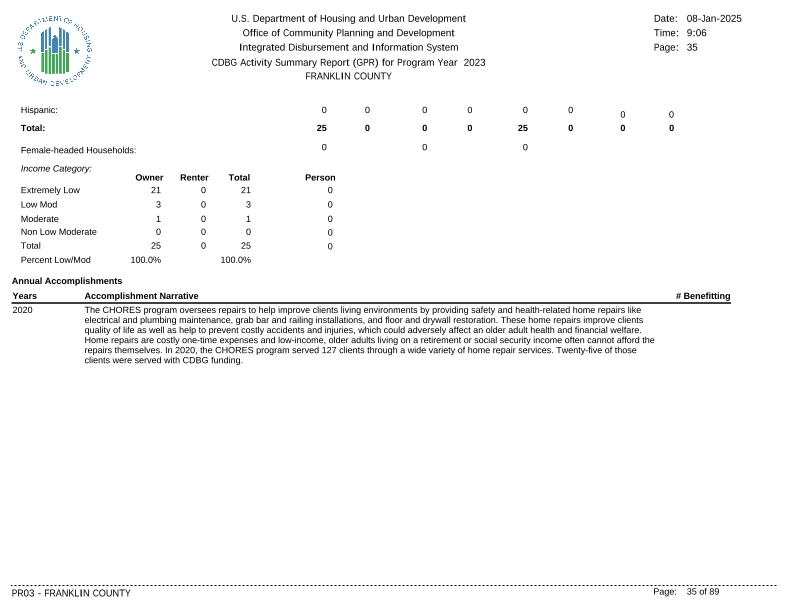 U.S. DEPARTMENT OF HOUSING AND URBAN DEVELOPMENT
U.S. Department of Housing and Urban Development
Office of Community Planning and Development
Integrated Disbursement and Information System
CDBG Activity Summary Report (GPR) for Program Year 2023
FRANKLIN COUNTY
Date: 08-Jan-2025
Time: 9:06
Page: 35
Hispanic: 0 0 0 0 0 0 0 0
Total: 25 0 0 0 25 0 0 0
Female-headed Households: 0 0 0
Income Category:
Owner Renter Total Person
Extremely Low 21 0 21 0
Low Mod 3 0 3 0
Moderate 1 0 1 0
Non Low Moderate 0 0 0 0
Total 25 0 25 0
Percent Low/Mod 100.0% 100.0%
Annual Accomplishments
Years Accomplishment Narrative # Benefitting
2020 The CHORES program oversees repairs to help improve clients living environments by providing safety and health-related home repairs like
electrical and plumbing maintenance, grab bar and railing installations, and floor and drywall restoration. These home repairs improve clients
quality of life as well as help to prevent costly accidents and injuries, which could adversely affect an older adult health and financial welfare.
Home repairs are costly one-time expenses and low-income, older adults living on a retirement or social security income often cannot afford the
repairs themselves. In 2020, the CHORES program served 127 clients through a wide variety of home repair services. Twenty-five of those
clients were served with CDBG funding.
PR03 - FRANKLIN COUNTY Page: 35 of 89